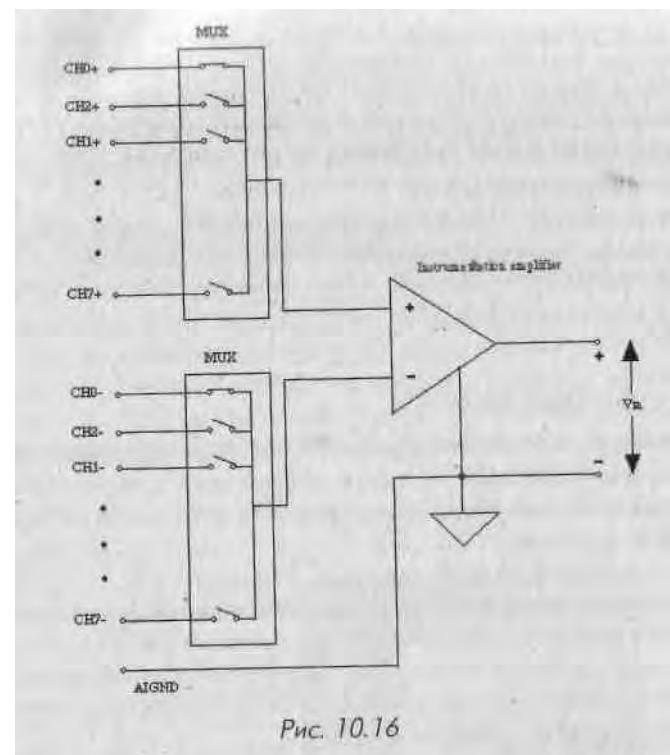 MUX
CH0+
CH2+
CH1+
CH7+
Instrumentation amplifier
+
-
MUX
CH0-
CH2-
CH1-
CH7-
+
Vm
-
AIGND
Рис. 10.16